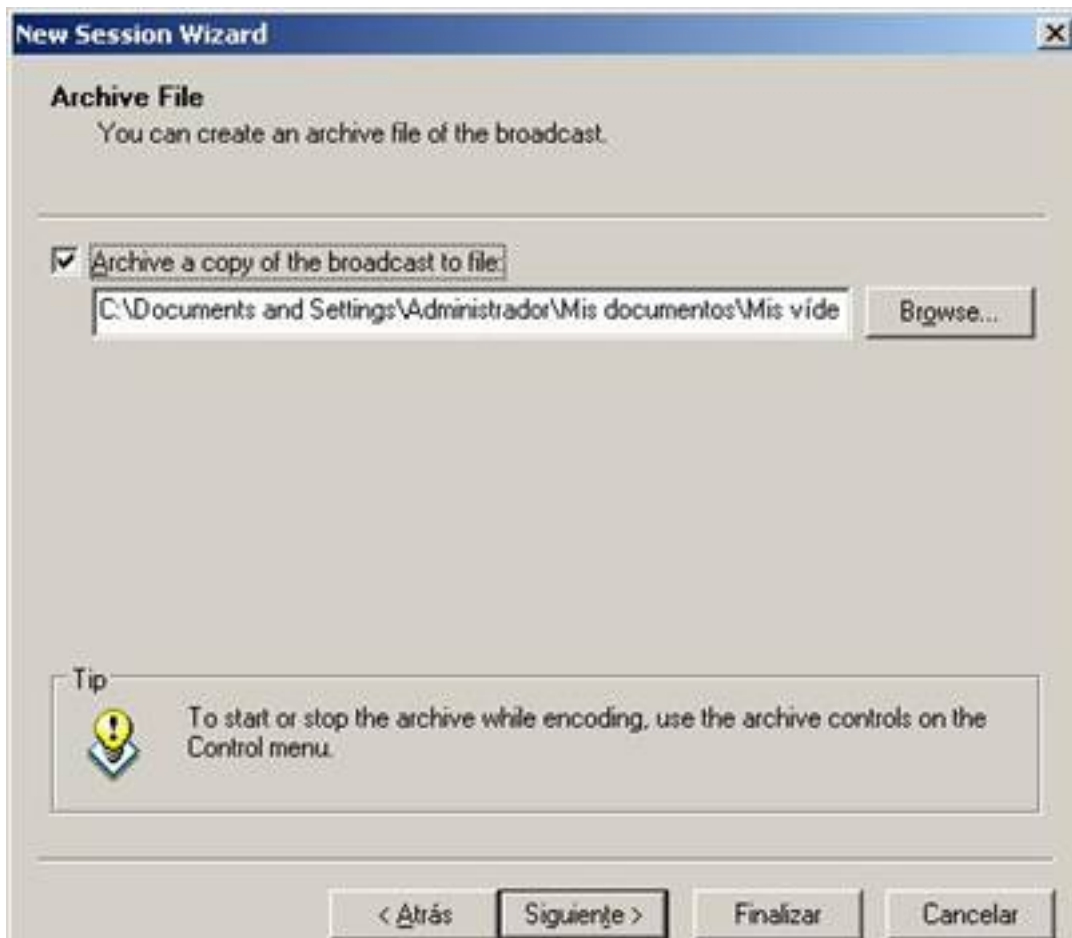 New Session Wizard
Archive File
You can create an archive file of the broadcast.
Archive a copy of the broadcast to file:
C:\Documents and Settings\Administrador\Mis documentos\Mis víde
Browse...
Tip
To start or stop the archive while encoding, use the archive controls on the
Control menu.
< Atrás
Siguiente >
Finalizar
Cancelar